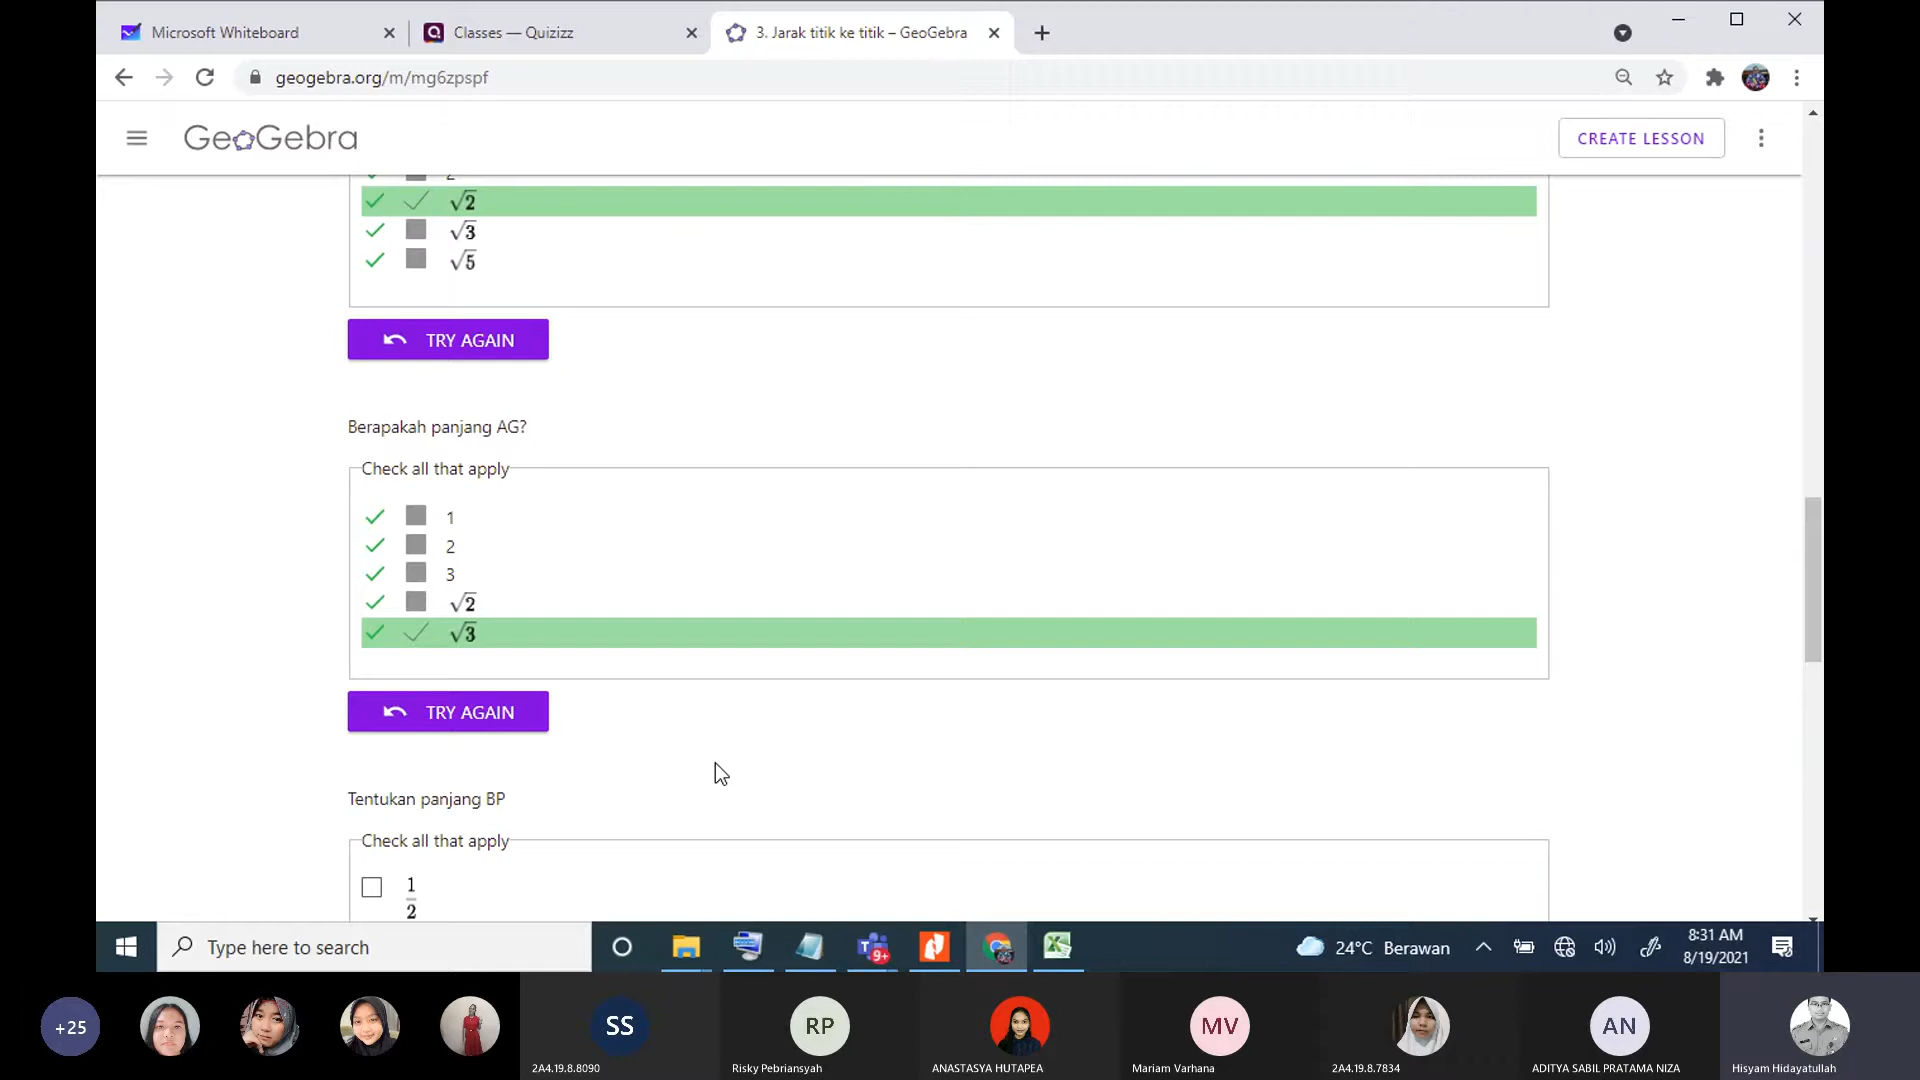 Microsoft Whiteboard
Classes — Quizizz
3. Jarak titik ke titik – GeoGebra
geogebra.org/m/mg6zpspf
GeoGebra
CREATE LESSON
√2
√3
√5
TRY AGAIN
Berapakah panjang AG?
Check all that apply
1
2
3
√2
√3
TRY AGAIN
Tentukan panjang BP
Check all that apply
1
2
Type here to search
9+
24°C Berawan
8:31 AM
8/19/2021
+25
SS
RP
MV
AN
2A4.19.8.8090
Risky Pebriansyah
ANASTASYA HUTAPEA
Mariam Varhana
2A4.19.8.7834
ADITYA SABIL PRATAMA NIZA
Hisyam Hidayatullah